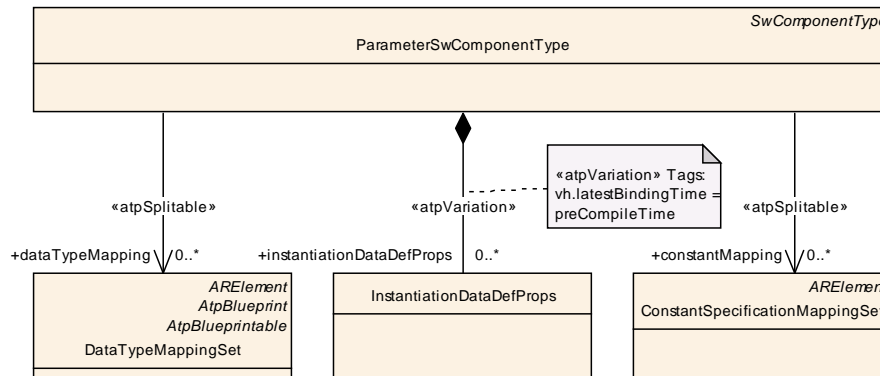 SwComponentType
ParameterSwComponentType
«atpVariation» Tags:
vh.latestBindingTime =
preCompileTime
«atpSplitable»
«atpVariation»
«atpSplitable»
+dataTypeMapping 0..*
+instantiationDataDefProps 0..*
+constantMapping 0..*
ARElement
AtpBlueprint
AtpBlueprintable
DataTypeMappingSet
InstantiationDataDefProps
ARElement
ConstantSpecificationMappingSet